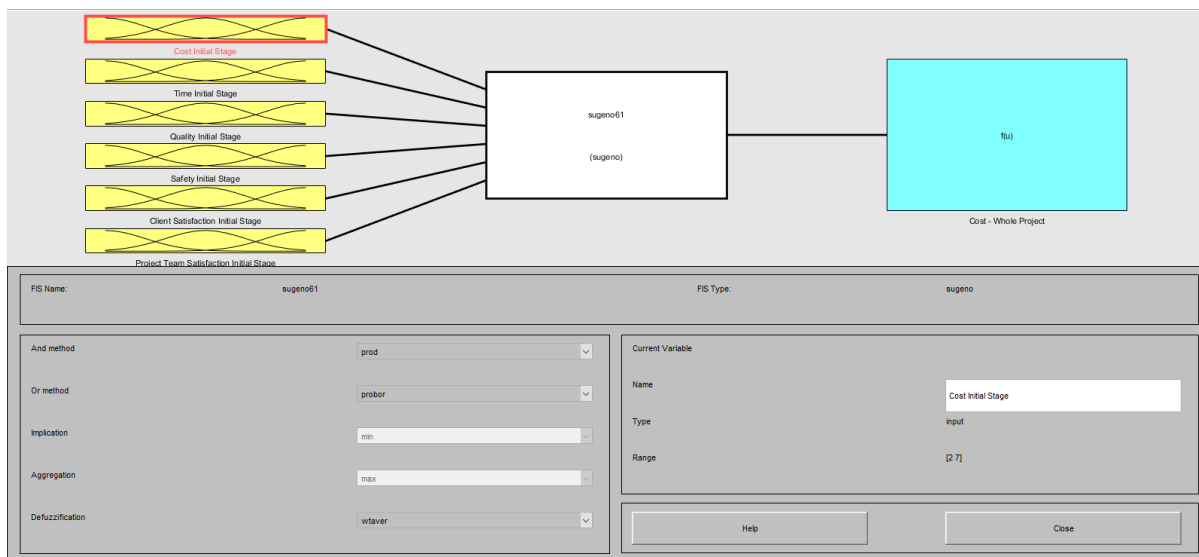 Cost Initial Stage
Time Initial Stage
Quality Initial Stage
Safety Initial Stage
Client Satisfaction Initial Stage
Project Team Satisfaction Initial Stage
sugeno61
(sugeno)
f(u)
Cost - Whole Project
FIS Name: sugeno61 FIS Type: sugeno
And method prod
Or method probor
Implication min
Aggregation max
Defuzzification wtaver
Current Variable
Name Cost Initial Stage
Type input
Range [2 7]
Help Close